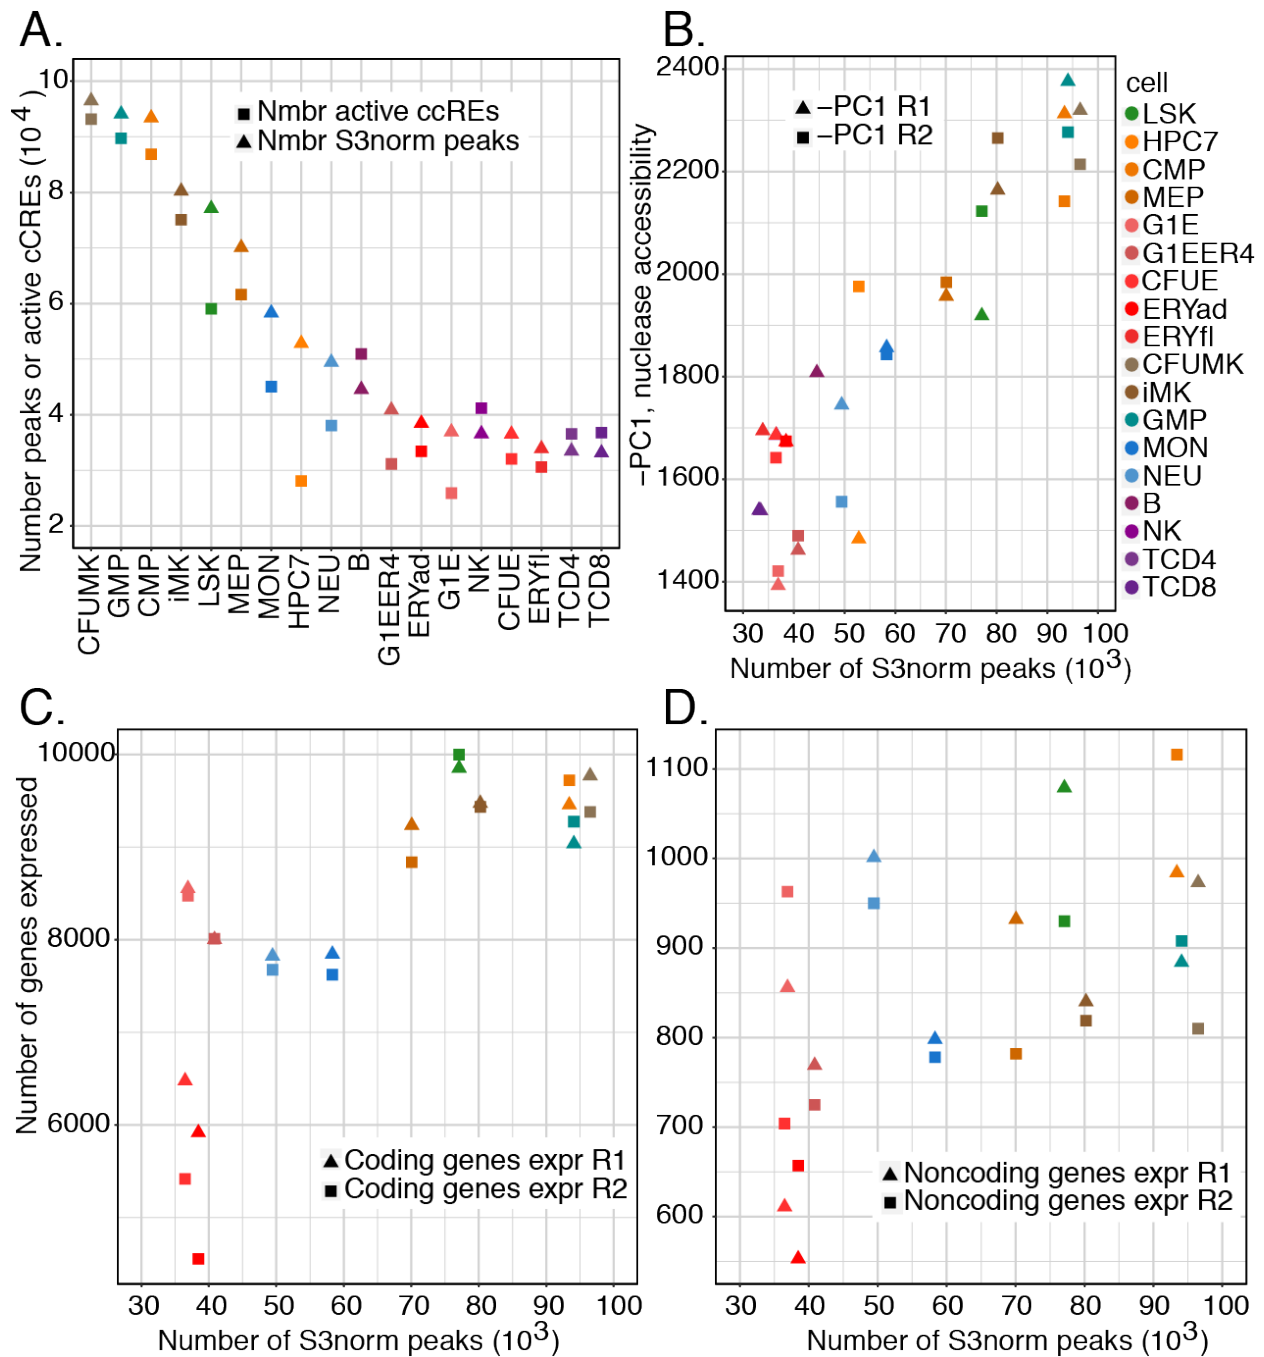 A.
Number peaks or active cCREs (10^4)
10
8
6
4
2
Nmbr active ccREs
Nmbr S3norm peaks
CFUMK
GMP
CMP
iMK
LSK
MEP
MON
HPC7
NEU
B
G1EER4
ERYad
G1E
NK
CFUE
ERYfl
TCD4
TCD8
B.
−PC1, nuclease accessibility
2400
2200
2000
1800
1600
1400
−PC1 R1
−PC1 R2
30 40 50 60 70 80 90 100
Number of S3norm peaks (10^3)
cell
LSK
HPC7
CMP
MEP
G1E
G1EER4
CFUE
ERYad
ERYfl
CFUMK
iMK
GMP
MON
NEU
B
NK
TCD4
TCD8
C.
Number of genes expressed
10000
8000
6000
Coding genes expr R1
Coding genes expr R2
30 40 50 60 70 80 90 100
Number of S3norm peaks (10^3)
D.
1100
1000
900
800
700
600
Noncoding genes expr R1
Noncoding genes expr R2
30 40 50 60 70 80 90 100
Number of S3norm peaks (10^3)